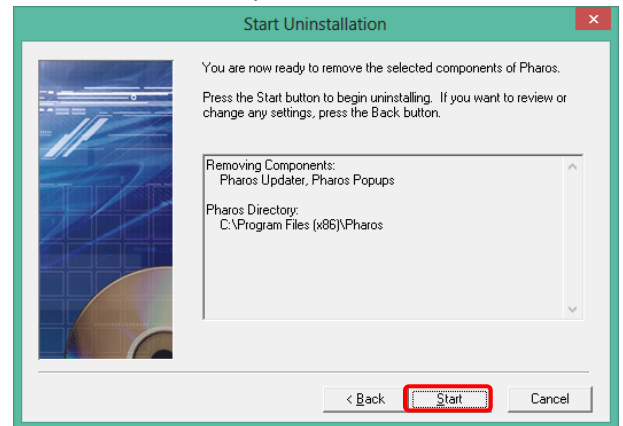 Start Uninstallation
You are now ready to remove the selected components of Pharos.
Press the Start button to begin uninstalling. If you want to review or
change any settings, press the Back button.
Removing Components:
Pharos Updater, Pharos Popups
Pharos Directory:
C:\Program Files (x86)\Pharos
< Back
Start
Cancel